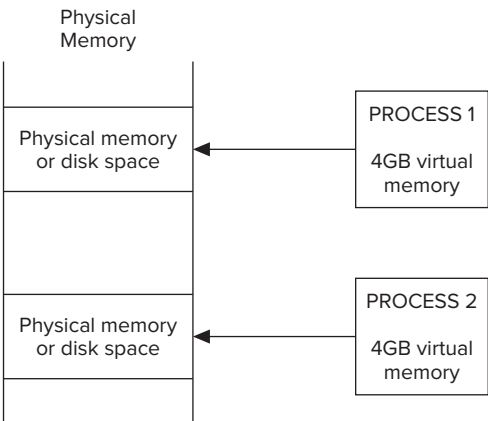 Physical
Memory
Physical memory
or disk space
PROCESS 1
4GB virtual
memory
Physical memory
or disk space
PROCESS 2
4GB virtual
memory